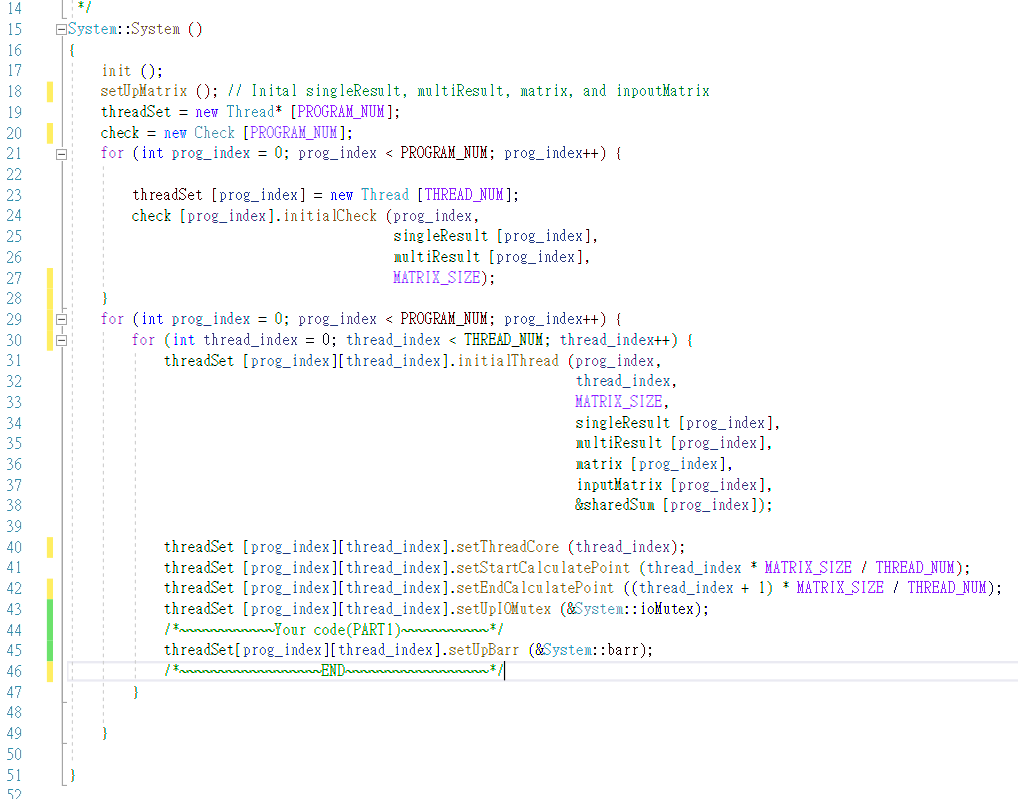 14 */
15 System::System ()
16 {
17 init ();
18 setUpMatrix (); // Inital singleResult, multiResult, matrix, and inpoutMatrix
19 threadSet = new Thread* [PROGRAM_NUM];
20 check = new Check [PROGRAM_NUM];
21 for (int prog_index = 0; prog_index < PROGRAM_NUM; prog_index++) {
22
23 threadSet [prog_index] = new Thread [THREAD_NUM];
24 check [prog_index].initialCheck (prog_index,
25 singleResult [prog_index],
26 multiResult [prog_index],
27 MATRIX_SIZE);
28 }
29 for (int prog_index = 0; prog_index < PROGRAM_NUM; prog_index++) {
30 for (int thread_index = 0; thread_index < THREAD_NUM; thread_index++) {
31 threadSet [prog_index][thread_index].initialThread (prog_index,
32 thread_index,
33 MATRIX_SIZE,
34 singleResult [prog_index],
35 multiResult [prog_index],
36 matrix [prog_index],
37 inputMatrix [prog_index],
38 &sharedSum [prog_index]);
39
40 threadSet [prog_index][thread_index].setThreadCore (thread_index);
41 threadSet [prog_index][thread_index].setStartCalculatePoint (thread_index * MATRIX_SIZE / THREAD_NUM);
42 threadSet [prog_index][thread_index].setEndCalculatePoint ((thread_index + 1) * MATRIX_SIZE / THREAD_NUM);
43 threadSet [prog_index][thread_index].setUpIOMutex (&System::ioMutex);
44 /*~~~~~~~~~~~~Your code(PART1)~~~~~~~~~~~*/
45 threadSet[prog_index][thread_index].setUpBarr (&System::barr);
46 /*~~~~~~~~~~~~~~~~~~END~~~~~~~~~~~~~~~~~~*/
47 }
48
49 }
50
51 }
52